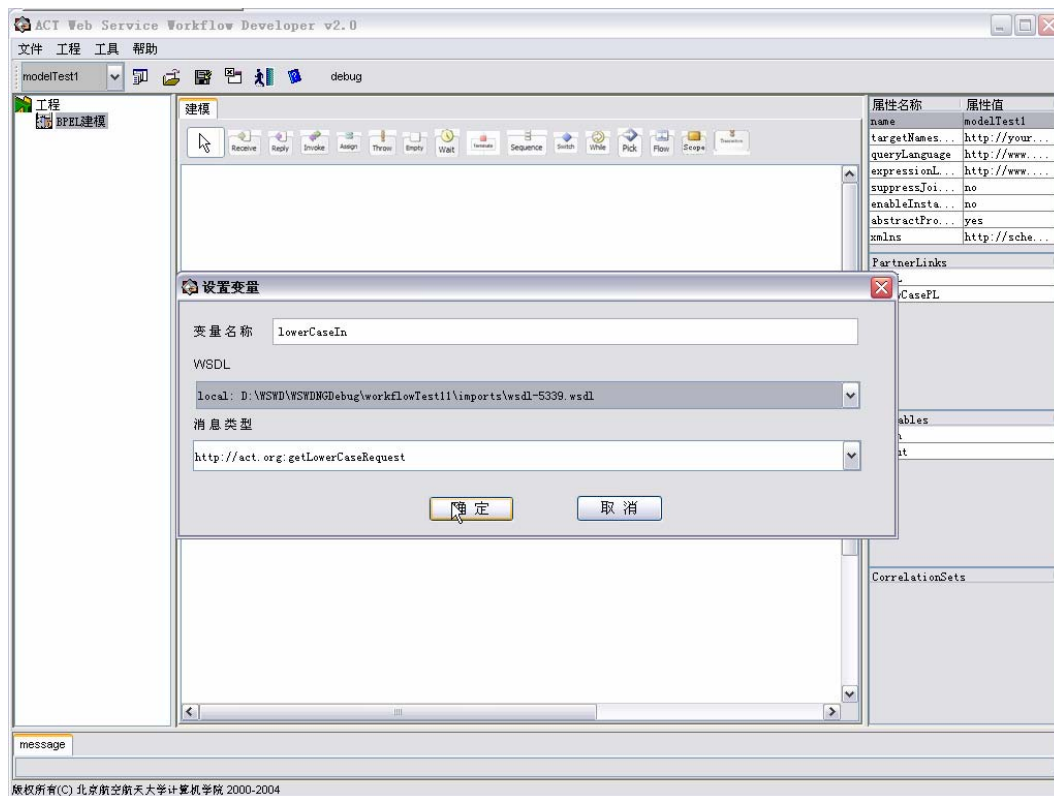 ACT Web Service Workflow Developer v2.0
文件 工程 工具 帮助
modelTest1 debug
工程
BPEL建模
建模
Receive Reply Invoke Assign Throw Empty Wait Terminate Sequence Switch While Pick Flow Scope
属性名称 属性值
name modelTest1
targetNames... http://your...
queryLanguage http://www....
expressionL... http://www....
suppressJoi... no
enableInsta... no
abstractPro... yes
xmlns http://sche...
PartnerLinks
CasePL
设置变量
变量名称 lowerCaseIn
WSDL
local: D:\WSWD\WSWDNGDebug\workflowTest11\imports\wsdl-5339.wsdl
消息类型
http://act.org:getLowerCaseRequest
确定 取消
ables
CorrelationSets
message
版权所有(C) 北京航空航天大学计算机学院 2000-2004